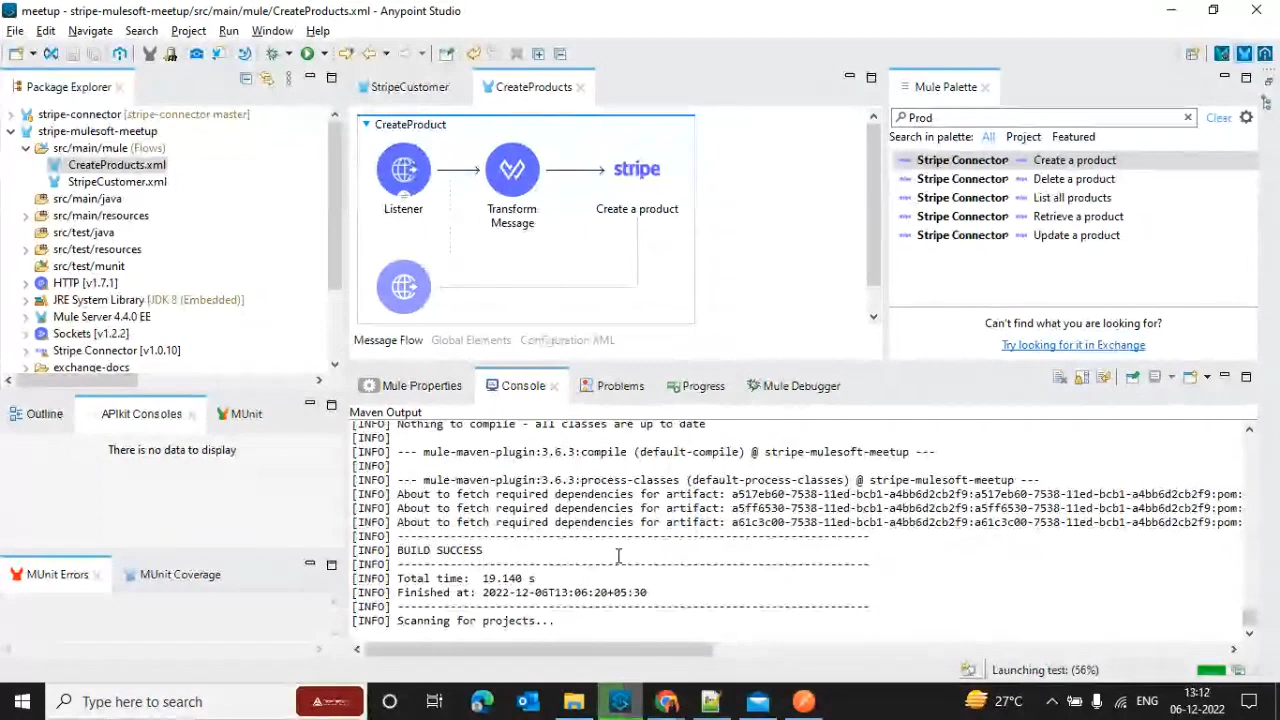 meetup - stripe-mulesoft-meetup/src/main/mule/CreateProducts.xml - Anypoint Studio
File Edit Navigate Search Project Run Window Help
Package Explorer
stripe-connector [stripe-connector master]
stripe-mulesoft-meetup
src/main/mule (Flows)
CreateProducts.xml
StripeCustomer.xml
src/main/java
src/main/resources
src/test/java
src/test/resources
src/test/munit
HTTP [v1.7.1]
JRE System Library [JDK 8 (Embedded)]
Mule Server 4.4.0 EE
Sockets [v1.2.2]
Stripe Connector [v1.0.10]
exchange-docs
StripeCustomer
CreateProducts
CreateProduct
stripe
Listener
Transform
Message
Create a product
Message Flow Global Elements Configuration XML
Mule Palette
Prod
Clear
Search in palette: All Project Featured
Stripe Connector Create a product
Stripe Connector Delete a product
Stripe Connector List all products
Stripe Connector Retrieve a product
Stripe Connector Update a product
Can't find what you are looking for?
Try looking for it in Exchange
Outline
APIkit Consoles
MUnit
There is no data to display
MUnit Errors
MUnit Coverage
Mule Properties
Console
Problems
Progress
Mule Debugger
Maven Output
[INFO] Nothing to compile - all classes are up to date
[INFO]
[INFO] --- mule-maven-plugin:3.6.3:compile (default-compile) @ stripe-mulesoft-meetup ---
[INFO]
[INFO] --- mule-maven-plugin:3.6.3:process-classes (default-process-classes) @ stripe-mulesoft-meetup ---
[INFO] About to fetch required dependencies for artifact: a517eb60-7538-11ed-bcb1-a4bb6d2cb2f9:a517eb60-7538-11ed-bcb1-a4bb6d2cb2f9:pom:
[INFO] About to fetch required dependencies for artifact: a5ff6530-7538-11ed-bcb1-a4bb6d2cb2f9:a5ff6530-7538-11ed-bcb1-a4bb6d2cb2f9:pom:
[INFO] About to fetch required dependencies for artifact: a61c3c00-7538-11ed-bcb1-a4bb6d2cb2f9:a61c3c00-7538-11ed-bcb1-a4bb6d2cb2f9:pom:
[INFO] ------------------------------------------------------------------------
[INFO] BUILD SUCCESS
[INFO] ------------------------------------------------------------------------
[INFO] Total time: 19.140 s
[INFO] Finished at: 2022-12-06T13:06:20+05:30
[INFO] ------------------------------------------------------------------------
[INFO] Scanning for projects...
Launching test: (56%)
Type here to search
27°C
ENG
13:12
06-12-2022